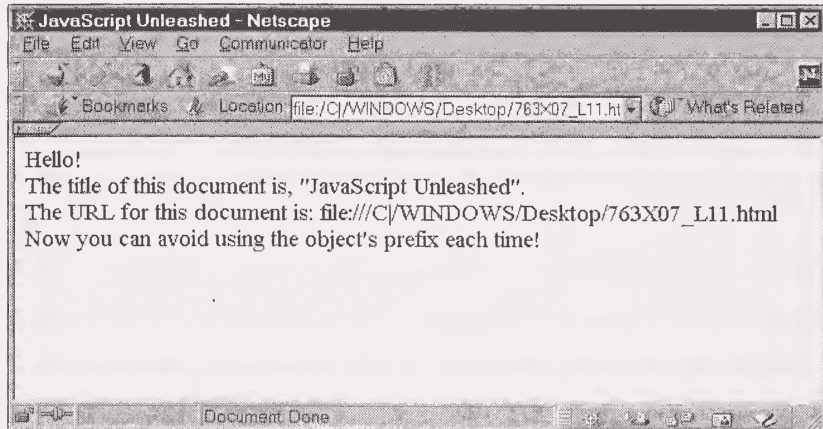 JavaScript Unleashed - Netscape
File Edit View Go Communicator Help
Bookmarks Location: file:/C|/WINDOWS/Desktop/763X07_L11.ht What's Related
Hello!
The title of this document is, "JavaScript Unleashed".
The URL for this document is: file:///C|/WINDOWS/Desktop/763X07_L11.html
Now you can avoid using the object's prefix each time!
Document: Done